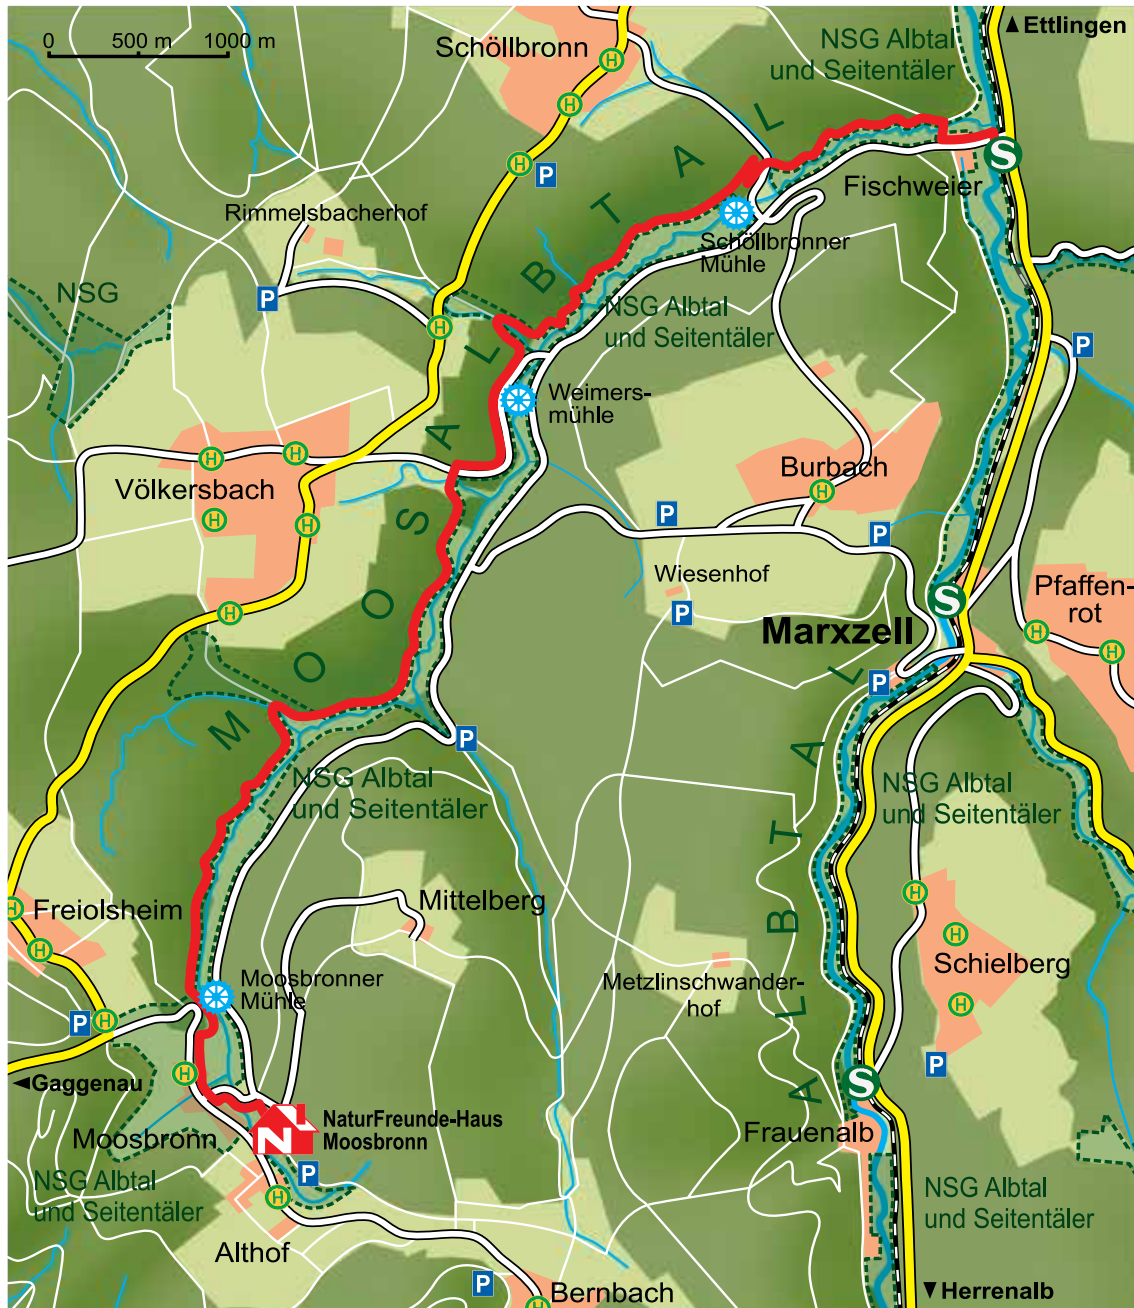 0 500 m 1000 m
Schöllbronn
NSG Albtal
und Seitentäler
▲ Ettlingen
H
H
H
P
S
Fischweier
Rimmelsbacherhof
Schöllbronner
Mühle
NSG
P
H
NSG Albtal
und Seitentäler
P
Weimers-
mühle
MOOSALBTAL
H
H
Völkersbach
H
H
H
Burbach
H
P
P
Wiesenhof
P
S
Marxzell
Pfaffen-
rot
H
H
P
P
NSG Albtal
und Seitentäler
NSG Albtal
und Seitentäler
ALBTAL
Freiolsheim
H
H
H
P
Mittelberg
H
H
Schielberg
H
P
Moosbronner
Mühle
Metzlinschwander-
hof
◄Gaggenau
H
S
Moosbronn
N
NaturFreunde-Haus
Moosbronn
Frauenalb
P
NSG Albtal
und Seitentäler
H
Althof
NSG Albtal
und Seitentäler
P
Bernbach
H
▼ Herrenalb